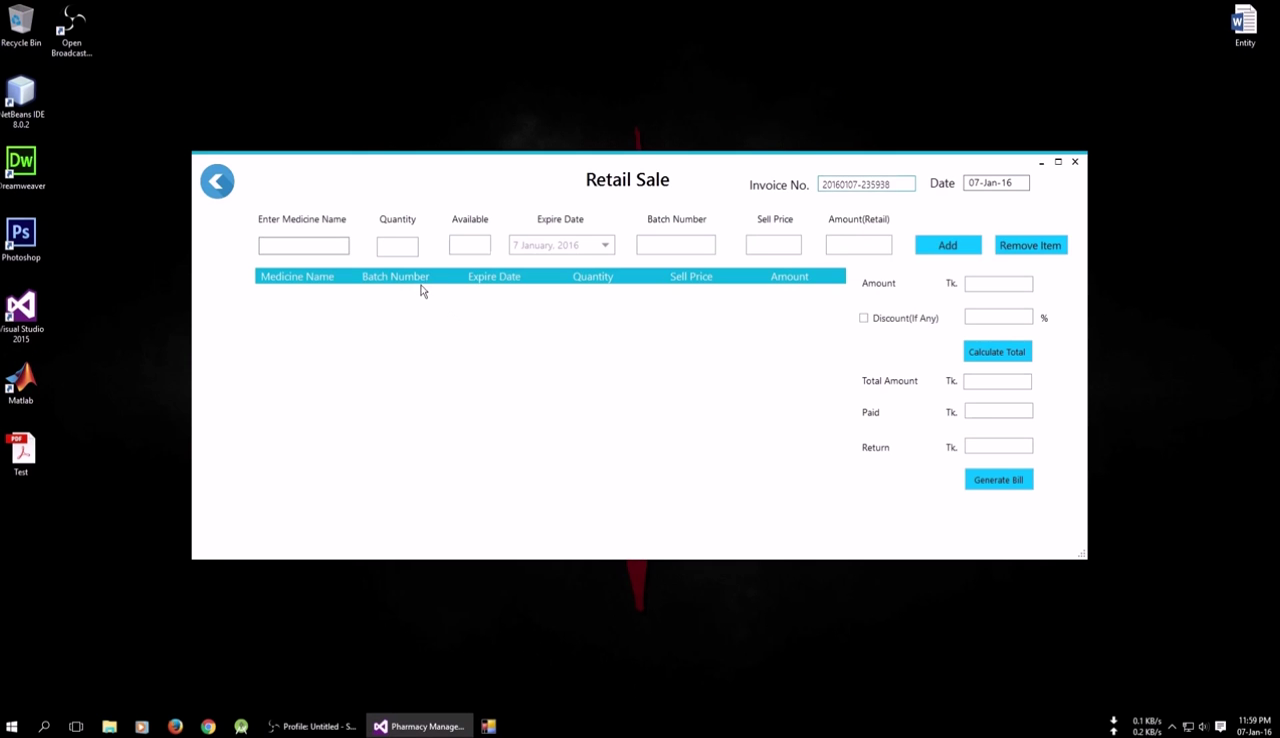 Recycle Bin
Open
Broadcast...
Entity
NetBeans IDE
8.0.2
Dw
Dreamweaver
Ps
Photoshop
Visual Studio
2015
Matlab
PDF
Test
Retail Sale
Invoice No.
20160107-235938
Date
07-Jan-16
Enter Medicine Name
Quantity
Available
Expire Date
Batch Number
Sell Price
Amount(Retail)
7 January, 2016
Add
Remove Item
Medicine Name
Batch Number
Expire Date
Quantity
Sell Price
Amount
Amount
Tk.
Discount(If Any)
%
Calculate Total
Total Amount
Tk.
Paid
Tk.
Return
Tk.
Generate Bill
Profile: Untitled - S...
Pharmacy Manage...
0.1 KB/s
0.2 KB/s
11:59 PM
07-Jan-16